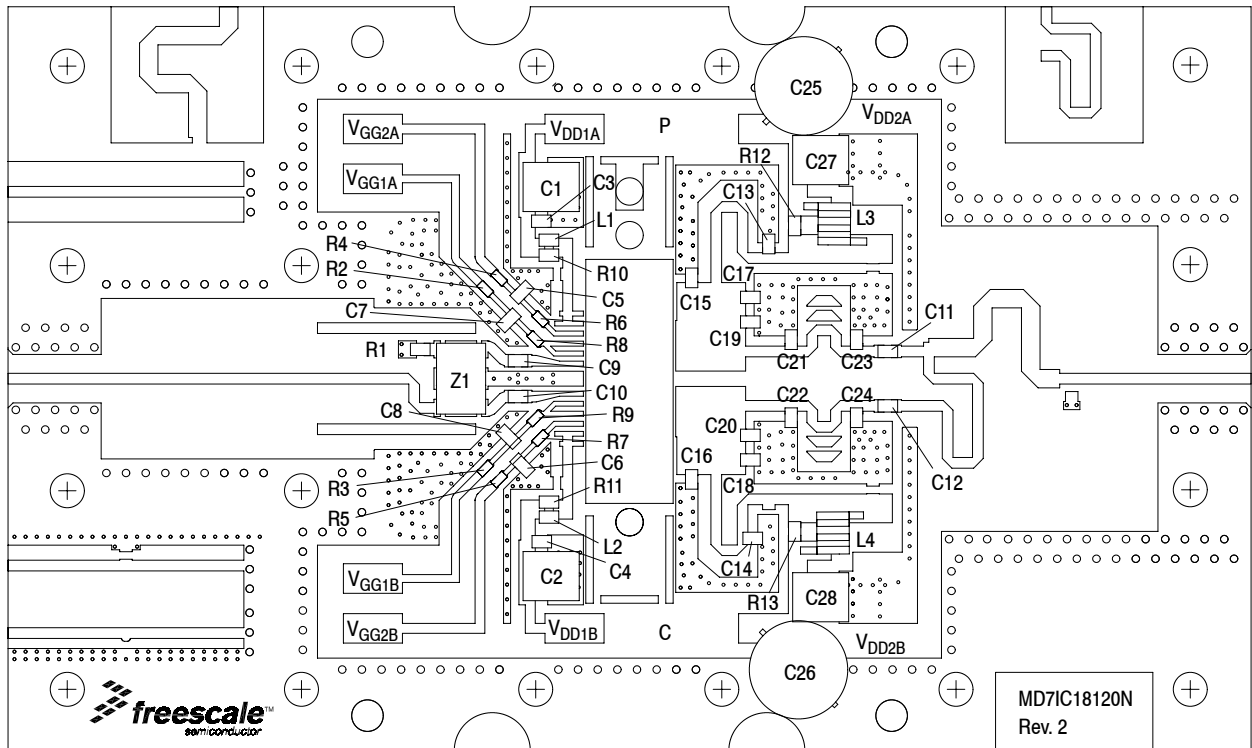 C25
VGG2A
VDD1A
P
VDD2A
R12
C27
VGG1A
C1
C3
C13
L1
L3
R4
R2
R10
C17
C5
C15
C7
R6
C11
R8
C19
R1
C21
C23
C9
Z1
C10
C22
C24
C8
R9
C20
R7
C16
C6
R3
C18
C12
R11
R5
L2
L4
C4
C14
C2
VGG1B
R13
C28
VGG2B
VDD1B
C
VDD2B
C26
freescale™
semiconductor
MD7IC18120N
Rev. 2